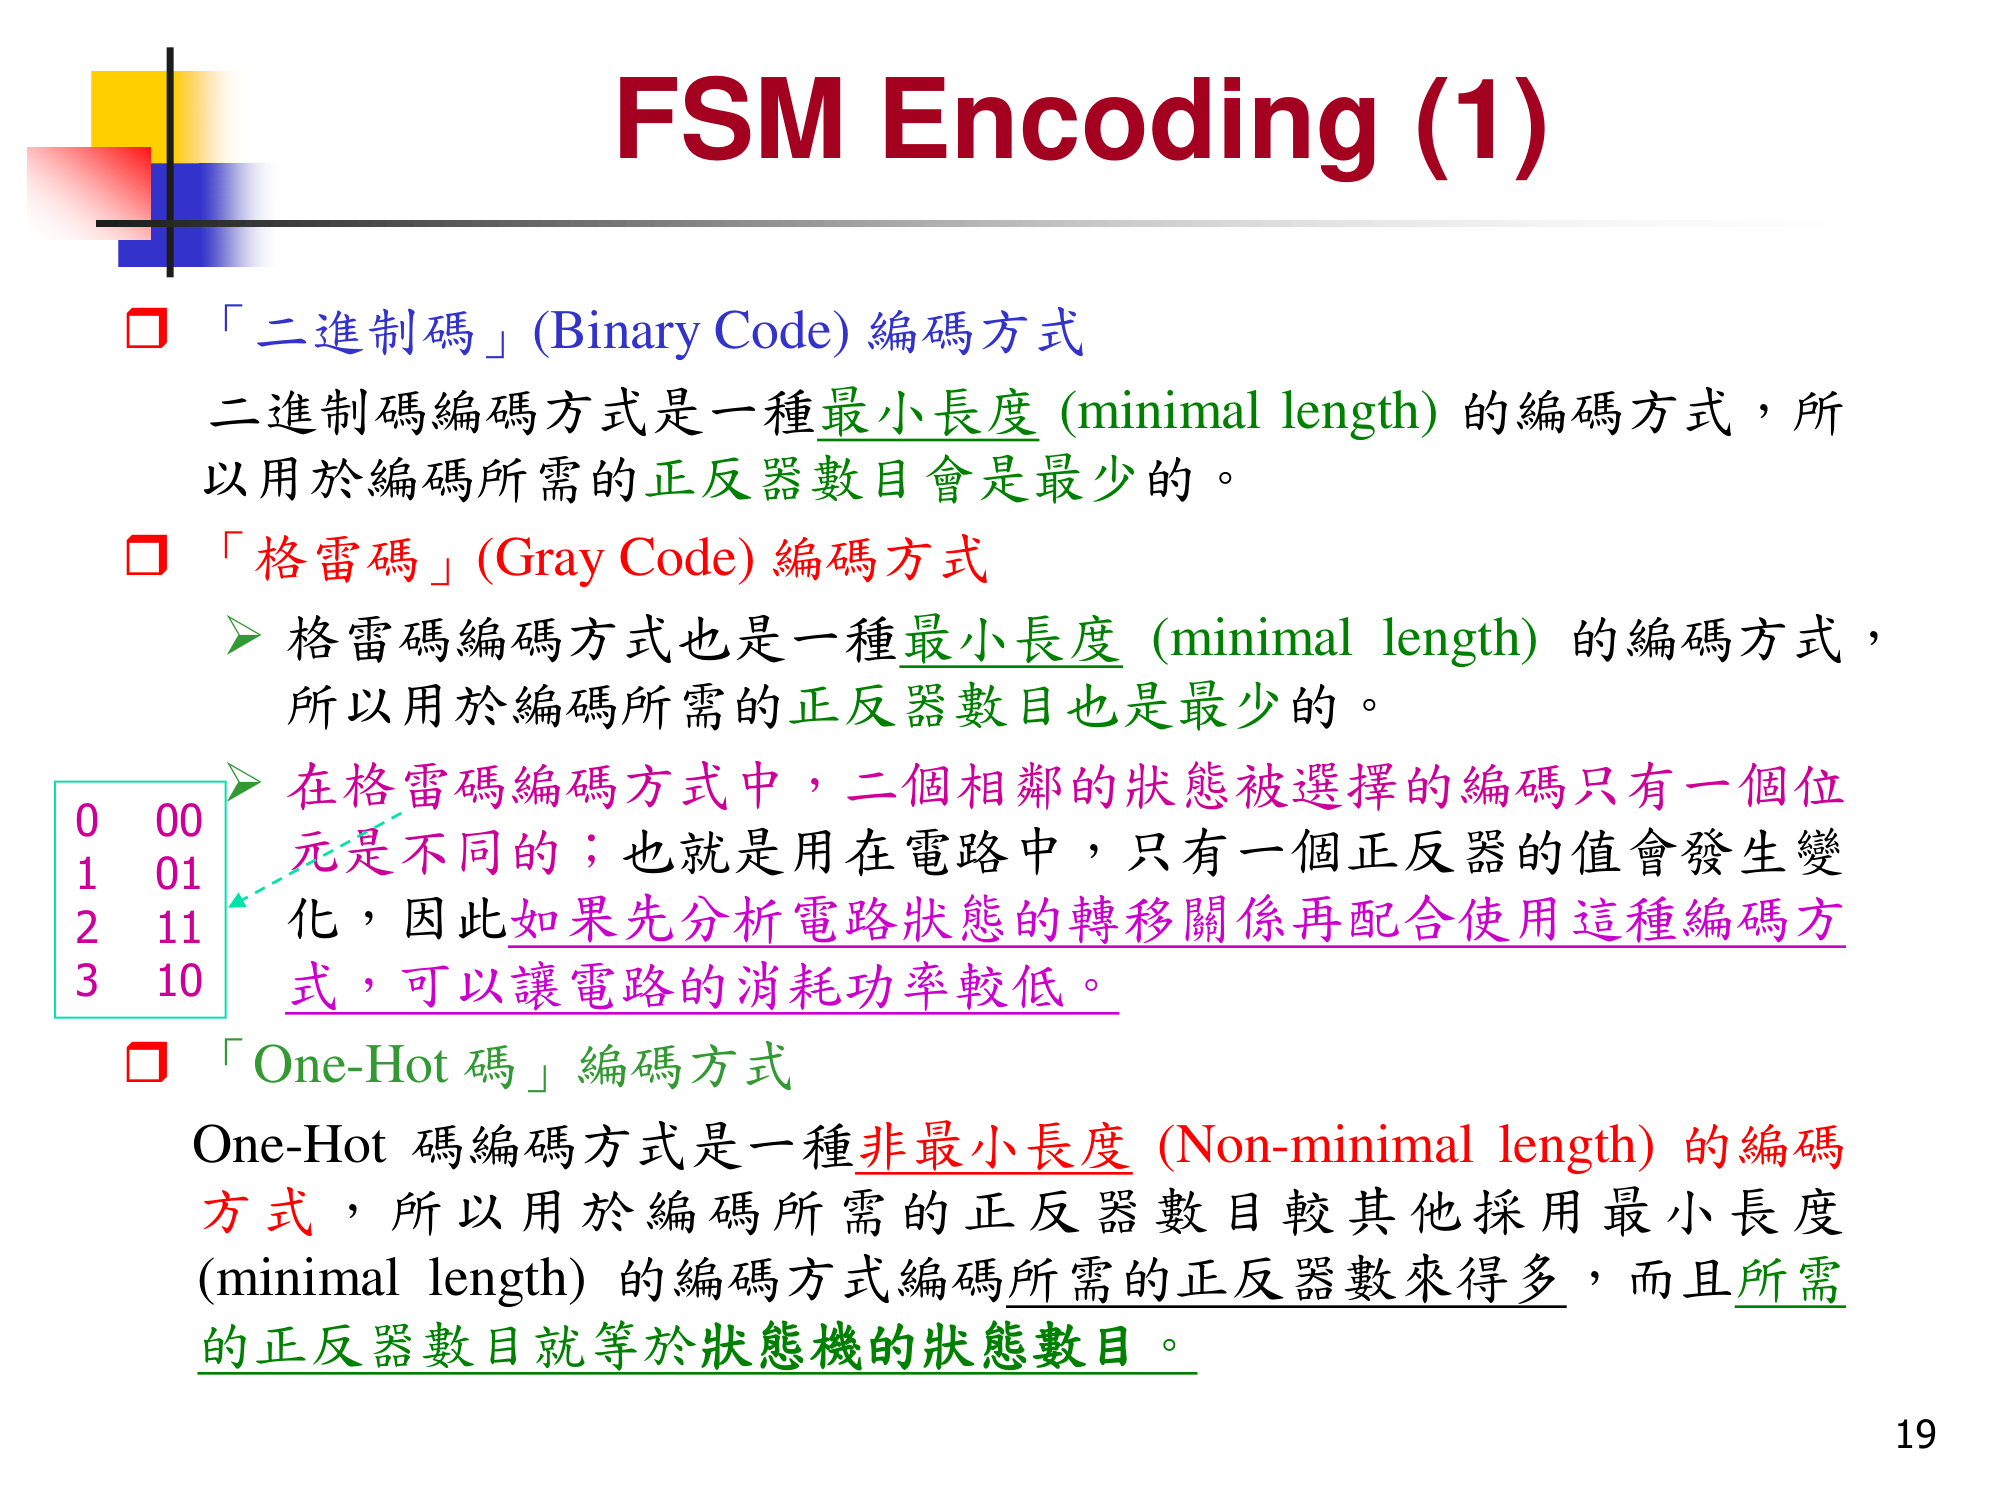 FSM Encoding (1)
「二進制碼」(Binary Code) 編碼方式
二進制碼編碼方式是一種最小長度 (minimal length) 的編碼方式，所
以用於編碼所需的正反器數目會是最少的。
「格雷碼」(Gray Code) 編碼方式
格雷碼編碼方式也是一種最小長度 (minimal length) 的編碼方式，
所以用於編碼所需的正反器數目也是最少的。
在格雷碼編碼方式中，二個相鄰的狀態被選擇的編碼只有一個位
元是不同的；也就是用在電路中，只有一個正反器的值會發生變
化，因此如果先分析電路狀態的轉移關係再配合使用這種編碼方
式，可以讓電路的消耗功率較低。
0 00
1 01
2 11
3 10
「One-Hot 碼」編碼方式
One-Hot 碼編碼方式是一種非最小長度 (Non-minimal length) 的編碼
方式，所以用於編碼所需的正反器數目較其他採用最小長度
(minimal length) 的編碼方式編碼所需的正反器數來得多，而且所需
的正反器數目就等於狀態機的狀態數目。
19